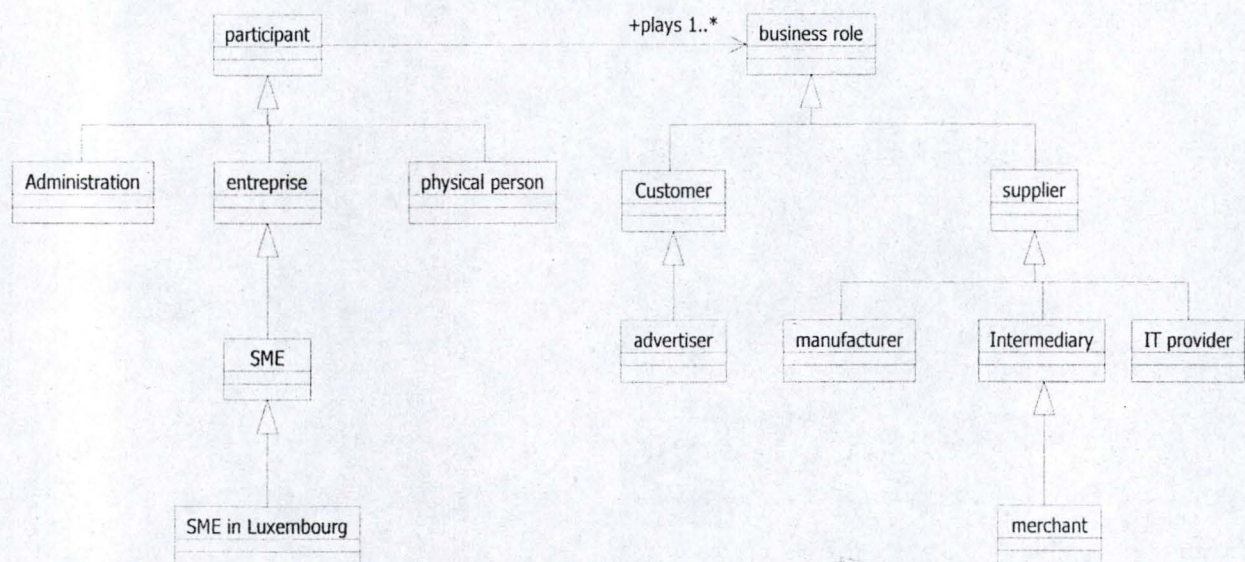 participant
+plays 1..*
business role
Administration
entreprise
physical person
Customer
supplier
SME
advertiser
manufacturer
Intermediary
IT provider
SME in Luxembourg
merchant